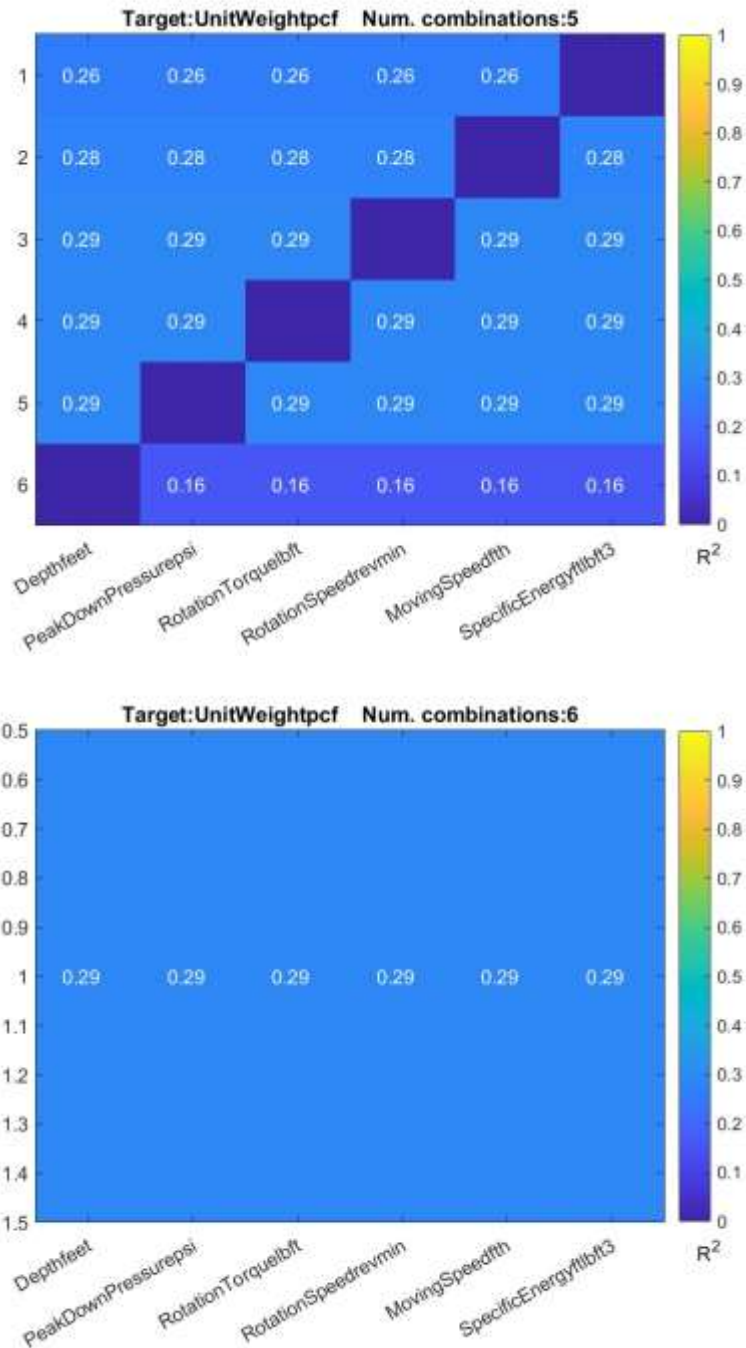 Target:UnitWeightpcf Num. combinations:5
1 0.26 0.26 0.26 0.26 0.26
2 0.28 0.28 0.28 0.28 0.28
3 0.29 0.29 0.29 0.29 0.29
4 0.29 0.29 0.29 0.29 0.29
5 0.29 0.29 0.29 0.29 0.29
6 0.16 0.16 0.16 0.16 0.16
Depthfeet
PeakDownPressurepsi
RotationTorquelbft
RotationSpeedrevmin
MovingSpeedfth
SpecificEnergyftlbft3
1
0.9
0.8
0.7
0.6
0.5
0.4
0.3
0.2
0.1
0
R²
Target:UnitWeightpcf Num. combinations:6
0.5
0.6
0.7
0.8
0.9
1 0.29 0.29 0.29 0.29 0.29 0.29
1.1
1.2
1.3
1.4
1.5
Depthfeet
PeakDownPressurepsi
RotationTorquelbft
RotationSpeedrevmin
MovingSpeedfth
SpecificEnergyftlbft3
1
0.9
0.8
0.7
0.6
0.5
0.4
0.3
0.2
0.1
0
R²